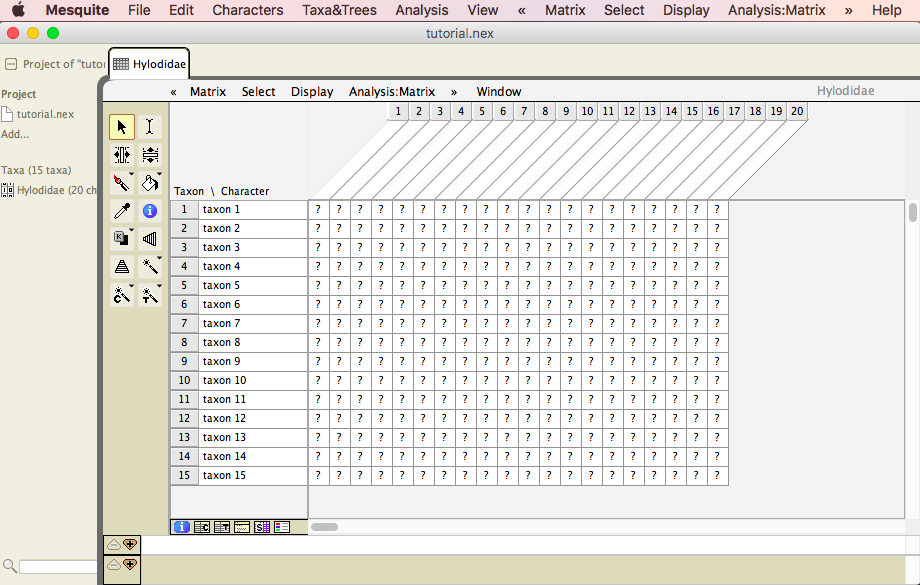 Mesquite File Edit Characters Taxa&Trees Analysis View « Matrix Select Display Analysis:Matrix » Help
tutorial.nex
Project of "tutor
Hylodidae
« Matrix Select Display Analysis:Matrix » Window Hylodidae
Project
tutorial.nex
Add...
Taxa (15 taxa)
Hylodidae (20 ch
1 2 3 4 5 6 7 8 9 10 11 12 13 14 15 16 17 18 19 20
Taxon \ Character
1 taxon 1 ? ? ? ? ? ? ? ? ? ? ? ? ? ? ? ? ? ? ? ?
2 taxon 2 ? ? ? ? ? ? ? ? ? ? ? ? ? ? ? ? ? ? ? ?
3 taxon 3 ? ? ? ? ? ? ? ? ? ? ? ? ? ? ? ? ? ? ? ?
4 taxon 4 ? ? ? ? ? ? ? ? ? ? ? ? ? ? ? ? ? ? ? ?
5 taxon 5 ? ? ? ? ? ? ? ? ? ? ? ? ? ? ? ? ? ? ? ?
6 taxon 6 ? ? ? ? ? ? ? ? ? ? ? ? ? ? ? ? ? ? ? ?
7 taxon 7 ? ? ? ? ? ? ? ? ? ? ? ? ? ? ? ? ? ? ? ?
8 taxon 8 ? ? ? ? ? ? ? ? ? ? ? ? ? ? ? ? ? ? ? ?
9 taxon 9 ? ? ? ? ? ? ? ? ? ? ? ? ? ? ? ? ? ? ? ?
10 taxon 10 ? ? ? ? ? ? ? ? ? ? ? ? ? ? ? ? ? ? ? ?
11 taxon 11 ? ? ? ? ? ? ? ? ? ? ? ? ? ? ? ? ? ? ? ?
12 taxon 12 ? ? ? ? ? ? ? ? ? ? ? ? ? ? ? ? ? ? ? ?
13 taxon 13 ? ? ? ? ? ? ? ? ? ? ? ? ? ? ? ? ? ? ? ?
14 taxon 14 ? ? ? ? ? ? ? ? ? ? ? ? ? ? ? ? ? ? ? ?
15 taxon 15 ? ? ? ? ? ? ? ? ? ? ? ? ? ? ? ? ? ? ? ?